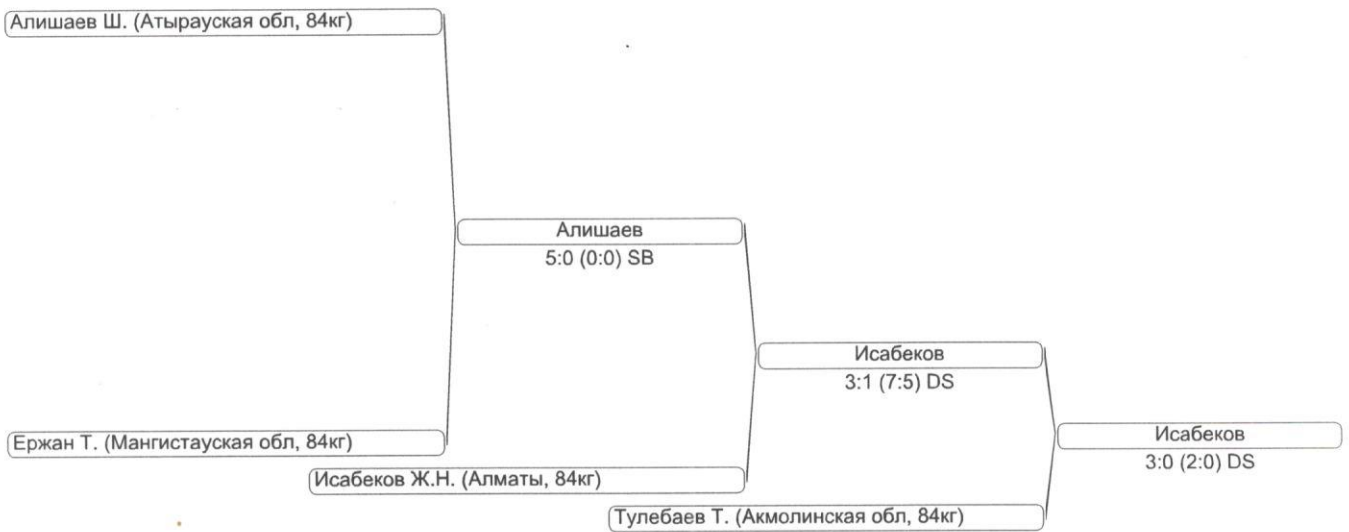 Алишаев Ш. (Атырауская обл, 84кг)
Алишаев
5:0 (0:0) SB
Исабеков
3:1 (7:5) DS
Ержан Т. (Мангистауская обл, 84кг)
Исабеков
3:0 (2:0) DS
Исабеков Ж.Н. (Алматы, 84кг)
Тулебаев Т. (Акмолинская обл, 84кг)